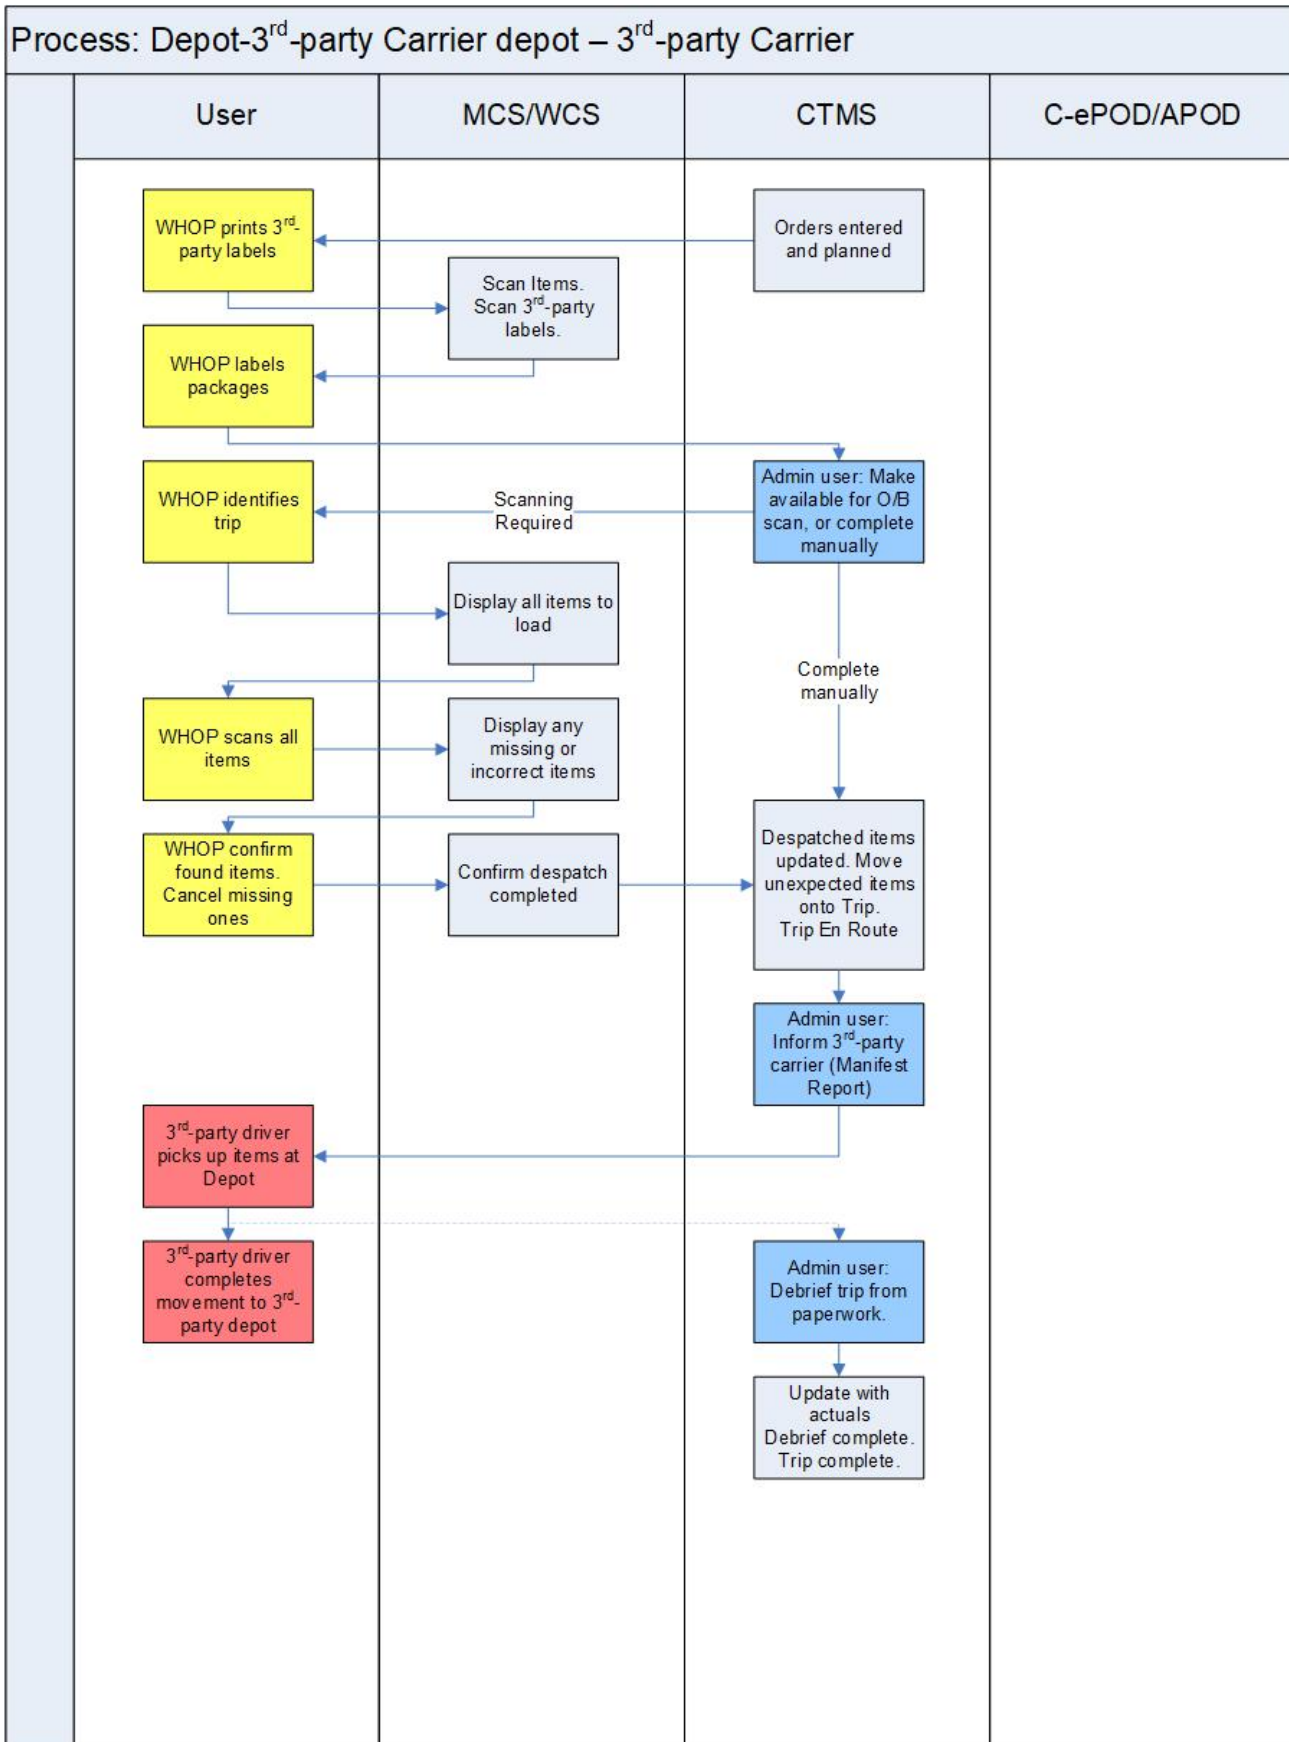 Process: Depot-3rd-party Carrier depot – 3rd-party Carrier
User
MCS/WCS
CTMS
C-ePOD/APOD
WHOP prints 3rd-
party labels
Orders entered
and planned
Scan Items.
Scan 3rd-party
labels.
WHOP labels
packages
Admin user: Make
available for O/B
scan, or complete
manually
Scanning
Required
WHOP identifies
trip
Display all items to
load
Complete
manually
WHOP scans all
items
Display any
missing or
incorrect items
WHOP confirm
found items.
Cancel missing
ones
Confirm despatch
completed
Despatched items
updated. Move
unexpected items
onto Trip.
Trip En Route
Admin user:
Inform 3rd-party
carrier (Manifest
Report)
3rd-party driver
picks up items at
Depot
3rd-party driver
completes
movement to 3rd-
party depot
Admin user:
Debrief trip from
paperwork.
Update with
actuals
Debrief complete.
Trip complete.